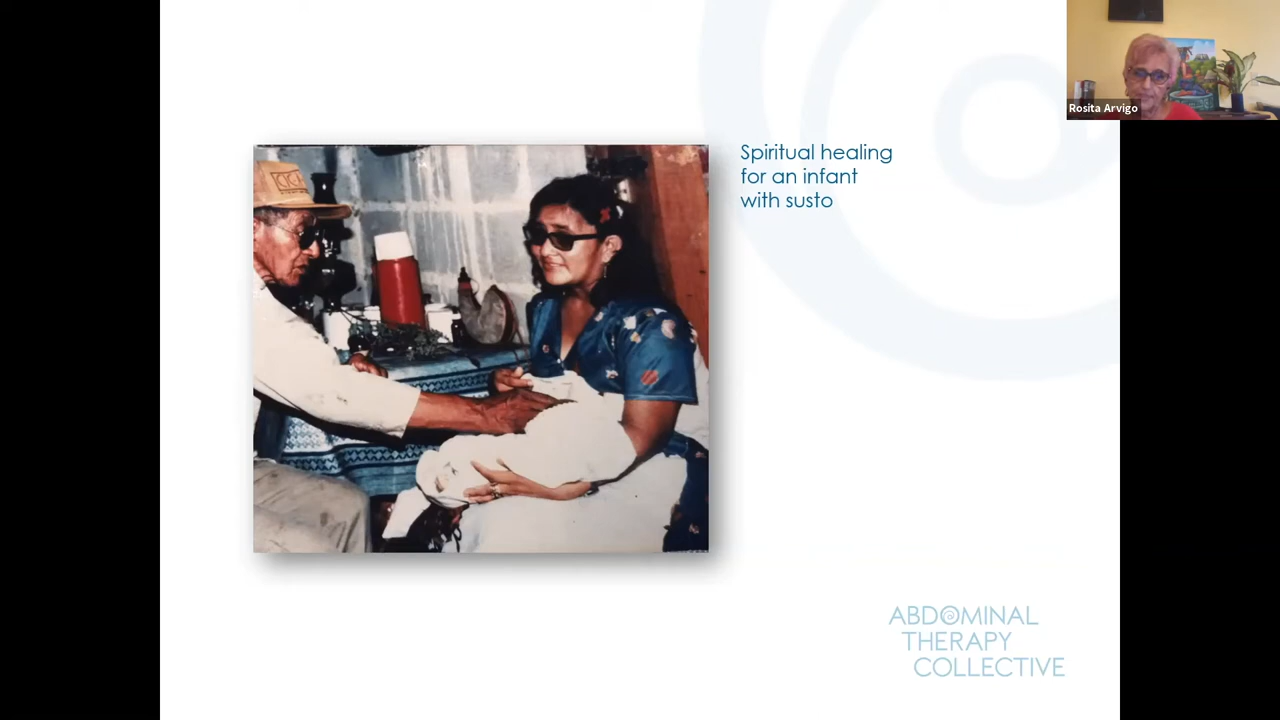 Rosita Arvigo
Spiritual healing
for an infant
with susto
ABDOMINAL
THERAPY
COLLECTIVE